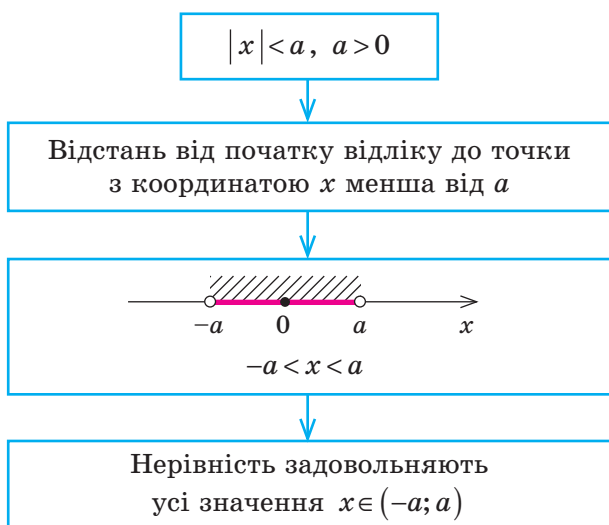 |x| < a, a > 0
Відстань від початку відліку до точки
з координатою x менша від a
−a 0 a x
−a < x < a
Нерівність задовольняють
усі значення x ∈ (−a; a)